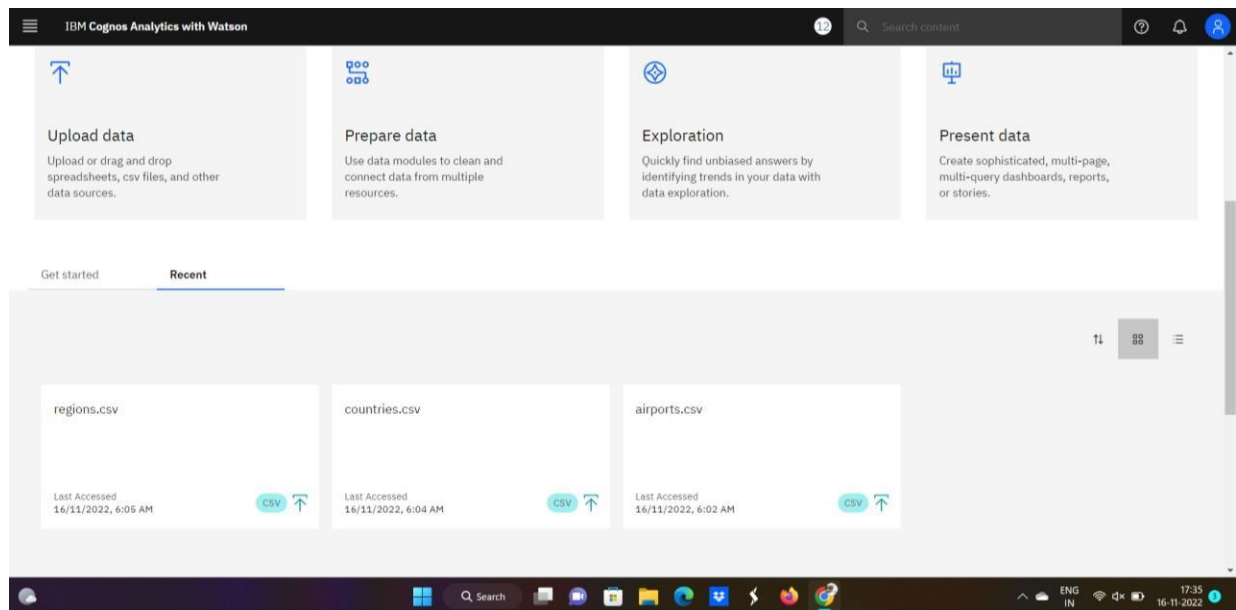 IBM Cognos Analytics with Watson
12
Search content
Upload data
Upload or drag and drop
spreadsheets, csv files, and other
data sources.
Prepare data
Use data modules to clean and
connect data from multiple
resources.
Exploration
Quickly find unbiased answers by
identifying trends in your data with
data exploration.
Present data
Create sophisticated, multi-page,
multi-query dashboards, reports,
or stories.
Get started
Recent
regions.csv
Last Accessed
16/11/2022, 6:05 AM
CSV
countries.csv
Last Accessed
16/11/2022, 6:04 AM
CSV
airports.csv
Last Accessed
16/11/2022, 6:02 AM
CSV
Search
ENG
IN
17:35
16-11-2022
3